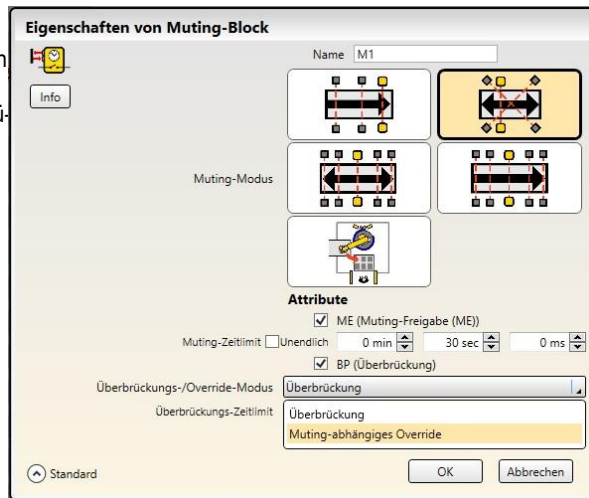 Eigenschaften von Muting-Block
Name M1
Info
Muting-Modus
Attribute
ME (Muting-Freigabe (ME))
Muting-Zeitlimit Unendlich 0 min 30 sec 0 ms
BP (Überbrückung)
Überbrückungs-/Override-Modus Überbrückung
Überbrückungs-Zeitlimit
Überbrückung
Muting-abhängiges Override
Standard
OK Abbrechen